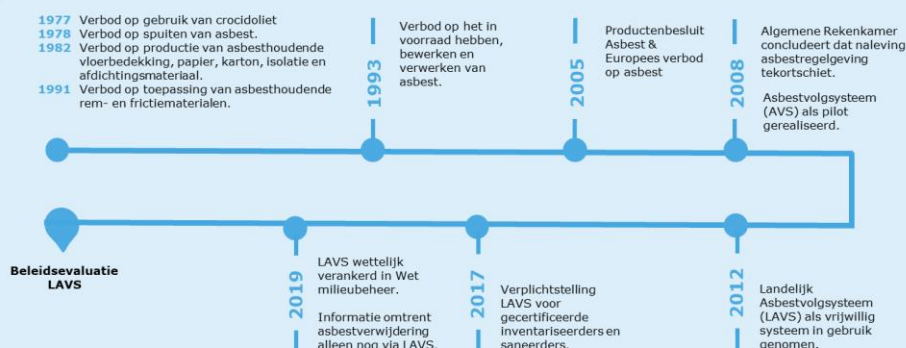 1977 Verbod op gebruik van crocidoliet
1978 Verbod op spuiten van asbest.
1982 Verbod op productie van asbesthoudende
vloerbedekking, papier, karton, isolatie en
afdichtingsmateriaal.
1991 Verbod op toepassing van asbesthoudende
rem- en frictiematerialen.
1993
Verbod op het in
voorraad hebben,
bewerken en
verwerken van
asbest.
2005
Productenbesluit
Asbest &
Europees verbod
op asbest
2008
Algemene Rekenkamer
concludeert dat naleving
asbestregelgeving
tekortschiet.
Asbestvolgsysteem
(AVS) als pilot
gerealiseerd.
Beleidsevaluatie
LAVS
2019
LAVS wettelijk
verankerd in Wet
milieubeheer.
Informatie omtrent
asbestverwijdering
alleen nog via LAVS.
2017
Verplichtstelling
LAVS voor
gecertificeerde
inventariseerders en
saneerders.
2012
Landelijk
Asbestvolgsysteem
(LAVS) als vrijwillig
systeem in gebruik
genomen.